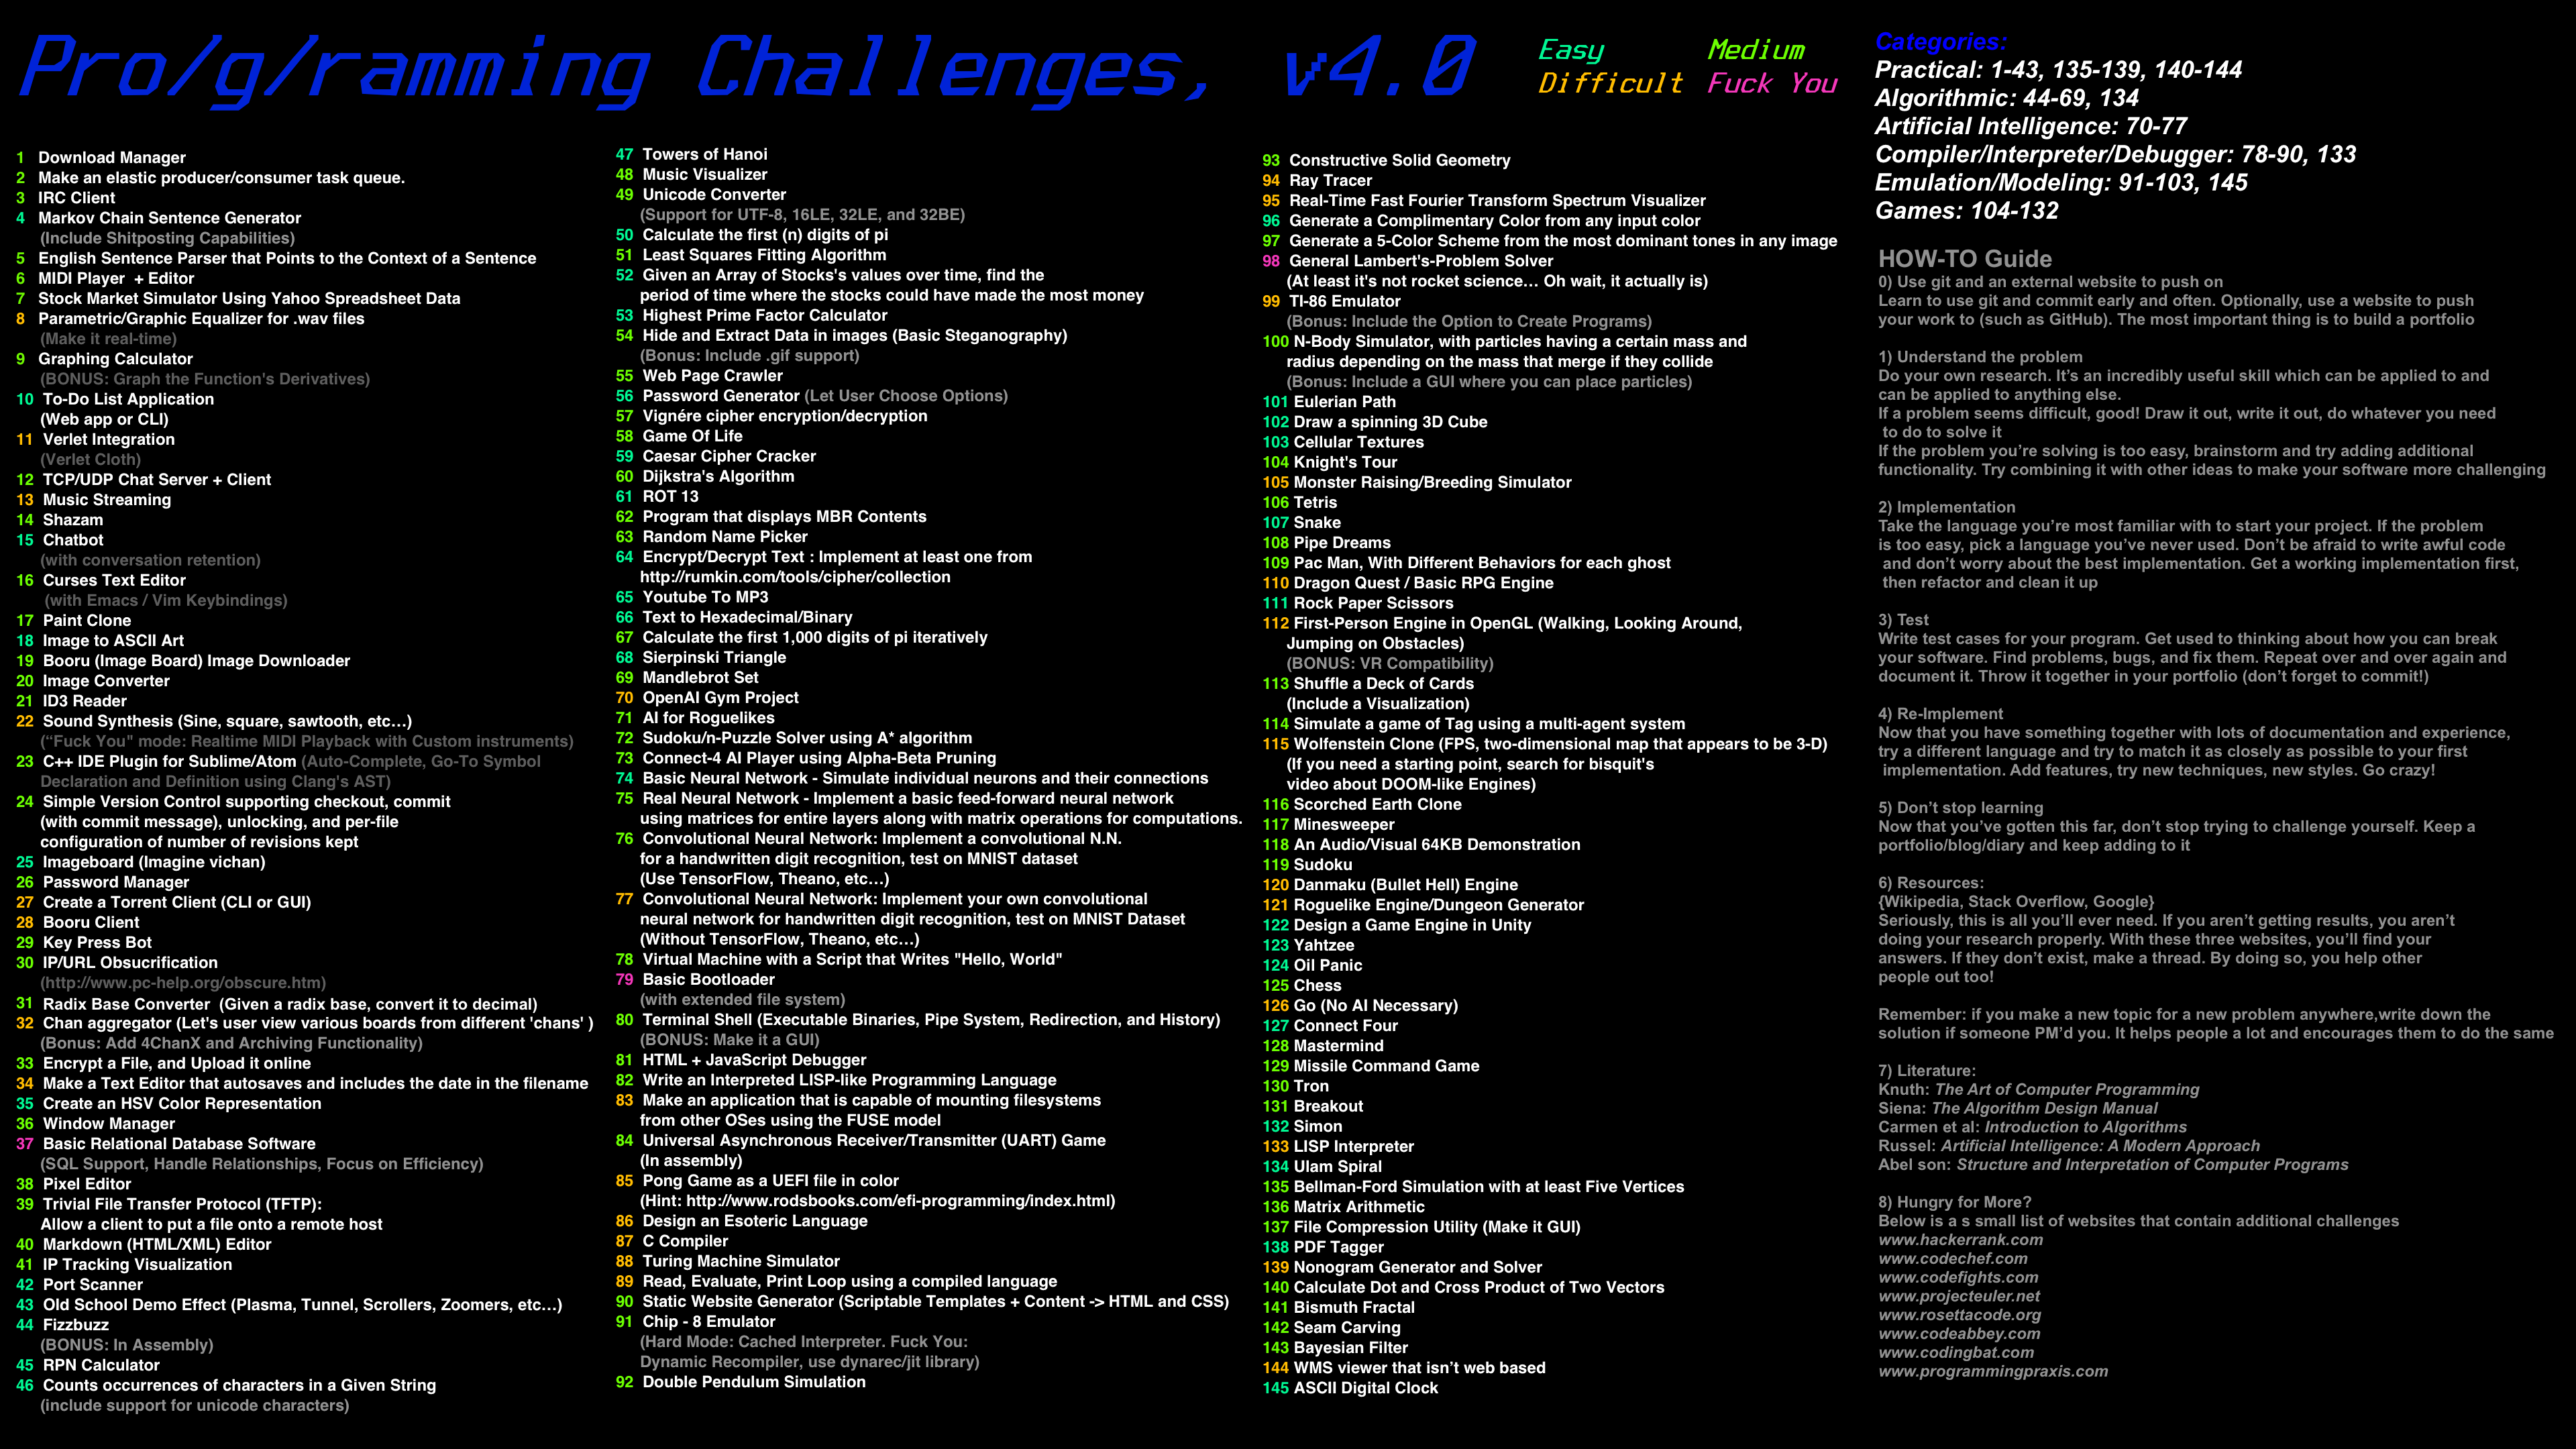 Pro/g/ramming Challenges, v4.0
Easy
Medium
Difficult
Fuck You
1 Download Manager
2 Make an elastic producer/consumer task queue.
3 IRC Client
4 Markov Chain Sentence Generator
(Include Shitposting Capabilities)
5 English Sentence Parser that Points to the Context of a Sentence
6 MIDI Player + Editor
7 Stock Market Simulator Using Yahoo Spreadsheet Data
8 Parametric/Graphic Equalizer for .wav files
(Make it real-time)
9 Graphing Calculator
(BONUS: Graph the Function's Derivatives)
10 To-Do List Application
(Web app or CLI)
11 Verlet Integration
(Verlet Cloth)
12 TCP/UDP Chat Server + Client
13 Music Streaming
14 Shazam
15 Chatbot
(with conversation retention)
16 Curses Text Editor
(with Emacs / Vim Keybindings)
17 Paint Clone
18 Image to ASCII Art
19 Booru (Image Board) Image Downloader
20 Image Converter
21 ID3 Reader
22 Sound Synthesis (Sine, square, sawtooth, etc...)
("Fuck You" mode: Realtime MIDI Playback with Custom instruments)
23 C++ IDE Plugin for Sublime/Atom (Auto-Complete, Go-To Symbol
Declaration and Definition using Clang's AST)
24 Simple Version Control supporting checkout, commit
(with commit message), unlocking, and per-file
configuration of number of revisions kept
25 Imageboard (Imagine vichan)
26 Password Manager
27 Create a Torrent Client (CLI or GUI)
28 Booru Client
29 Key Press Bot
30 IP/URL Obsucrification
(http://www.pc-help.org/obscure.htm)
31 Radix Base Converter (Given a radix base, convert it to decimal)
32 Chan aggregator (Let's user view various boards from different 'chans' )
(Bonus: Add 4ChanX and Archiving Functionality)
33 Encrypt a File, and Upload it online
34 Make a Text Editor that autosaves and includes the date in the filename
35 Create an HSV Color Representation
36 Window Manager
37 Basic Relational Database Software
(SQL Support, Handle Relationships, Focus on Efficiency)
38 Pixel Editor
39 Trivial File Transfer Protocol (TFTP):
Allow a client to put a file onto a remote host
40 Markdown (HTML/XML) Editor
41 IP Tracking Visualization
42 Port Scanner
43 Old School Demo Effect (Plasma, Tunnel, Scrollers, Zoomers, etc...)
44 Fizzbuzz
(BONUS: In Assembly)
45 RPN Calculator
46 Counts occurrences of characters in a Given String
(include support for unicode characters)
47 Towers of Hanoi
48 Music Visualizer
49 Unicode Converter
(Support for UTF-8, 16LE, 32LE, and 32BE)
50 Calculate the first (n) digits of pi
51 Least Squares Fitting Algorithm
52 Given an Array of Stocks's values over time, find the
period of time where the stocks could have made the most money
53 Highest Prime Factor Calculator
54 Hide and Extract Data in images (Basic Steganography)
(Bonus: Include .gif support)
55 Web Page Crawler
56 Password Generator (Let User Choose Options)
57 Vignére cipher encryption/decryption
58 Game Of Life
59 Caesar Cipher Cracker
60 Dijkstra's Algorithm
61 ROT 13
62 Program that displays MBR Contents
63 Random Name Picker
64 Encrypt/Decrypt Text : Implement at least one from
http://rumkin.com/tools/cipher/collection
65 Youtube To MP3
66 Text to Hexadecimal/Binary
67 Calculate the first 1,000 digits of pi iteratively
68 Sierpinski Triangle
69 Mandlebrot Set
70 OpenAI Gym Project
71 AI for Roguelikes
72 Sudoku/n-Puzzle Solver using A* algorithm
73 Connect-4 AI Player using Alpha-Beta Pruning
74 Basic Neural Network - Simulate individual neurons and their connections
75 Real Neural Network - Implement a basic feed-forward neural network
using matrices for entire layers along with matrix operations for computations.
76 Convolutional Neural Network: Implement a convolutional N.N.
for a handwritten digit recognition, test on MNIST dataset
(Use TensorFlow, Theano, etc...)
77 Convolutional Neural Network: Implement your own convolutional
neural network for handwritten digit recognition, test on MNIST Dataset
(Without TensorFlow, Theano, etc...)
78 Virtual Machine with a Script that Writes "Hello, World"
79 Basic Bootloader
(with extended file system)
80 Terminal Shell (Executable Binaries, Pipe System, Redirection, and History)
(BONUS: Make it a GUI)
81 HTML + JavaScript Debugger
82 Write an Interpreted LISP-like Programming Language
83 Make an application that is capable of mounting filesystems
from other OSes using the FUSE model
84 Universal Asynchronous Receiver/Transmitter (UART) Game
(In assembly)
85 Pong Game as a UEFI file in color
(Hint: http://www.rodsbooks.com/efi-programming/index.html)
86 Design an Esoteric Language
87 C Compiler
88 Turing Machine Simulator
89 Read, Evaluate, Print Loop using a compiled language
90 Static Website Generator (Scriptable Templates + Content -> HTML and CSS)
91 Chip - 8 Emulator
(Hard Mode: Cached Interpreter. Fuck You:
Dynamic Recompiler, use dynarec/jit library)
92 Double Pendulum Simulation
93 Constructive Solid Geometry
94 Ray Tracer
95 Real-Time Fast Fourier Transform Spectrum Visualizer
96 Generate a Complimentary Color from any input color
97 Generate a 5-Color Scheme from the most dominant tones in any image
98 General Lambert's-Problem Solver
(At least it's not rocket science... Oh wait, it actually is)
99 TI-86 Emulator
(Bonus: Include the Option to Create Programs)
100 N-Body Simulator, with particles having a certain mass and
radius depending on the mass that merge if they collide
(Bonus: Include a GUI where you can place particles)
101 Eulerian Path
102 Draw a spinning 3D Cube
103 Cellular Textures
104 Knight's Tour
105 Monster Raising/Breeding Simulator
106 Tetris
107 Snake
108 Pipe Dreams
109 Pac Man, With Different Behaviors for each ghost
110 Dragon Quest / Basic RPG Engine
111 Rock Paper Scissors
112 First-Person Engine in OpenGL (Walking, Looking Around,
Jumping on Obstacles)
(BONUS: VR Compatibility)
113 Shuffle a Deck of Cards
(Include a Visualization)
114 Simulate a game of Tag using a multi-agent system
115 Wolfenstein Clone (FPS, two-dimensional map that appears to be 3-D)
(If you need a starting point, search for bisquit's
video about DOOM-like Engines)
116 Scorched Earth Clone
117 Minesweeper
118 An Audio/Visual 64KB Demonstration
119 Sudoku
120 Danmaku (Bullet Hell) Engine
121 Roguelike Engine/Dungeon Generator
122 Design a Game Engine in Unity
123 Yahtzee
124 Oil Panic
125 Chess
126 Go (No AI Necessary)
127 Connect Four
128 Mastermind
129 Missile Command Game
130 Tron
131 Breakout
132 Simon
133 LISP Interpreter
134 Ulam Spiral
135 Bellman-Ford Simulation with at least Five Vertices
136 Matrix Arithmetic
137 File Compression Utility (Make it GUI)
138 PDF Tagger
139 Nonogram Generator and Solver
140 Calculate Dot and Cross Product of Two Vectors
141 Bismuth Fractal
142 Seam Carving
143 Bayesian Filter
144 WMS viewer that isn't web based
145 ASCII Digital Clock
Categories:
Practical: 1-43, 135-139, 140-144
Algorithmic: 44-69, 134
Artificial Intelligence: 70-77
Compiler/Interpreter/Debugger: 78-90, 133
Emulation/Modeling: 91-103, 145
Games: 104-132
HOW-TO Guide
0) Use git and an external website to push on
Learn to use git and commit early and often. Optionally, use a website to push
your work to (such as GitHub). The most important thing is to build a portfolio
1) Understand the problem
Do your own research. It's an incredibly useful skill which can be applied to and
can be applied to anything else.
If a problem seems difficult, good! Draw it out, write it out, do whatever you need
to do to solve it
If the problem you're solving is too easy, brainstorm and try adding additional
functionality. Try combining it with other ideas to make your software more challenging
2) Implementation
Take the language you're most familiar with to start your project. If the problem
is too easy, pick a language you've never used. Don't be afraid to write awful code
and don't worry about the best implementation. Get a working implementation first,
then refactor and clean it up
3) Test
Write test cases for your program. Get used to thinking about how you can break
your software. Find problems, bugs, and fix them. Repeat over and over again and
document it. Throw it together in your portfolio (don't forget to commit!)
4) Re-Implement
Now that you have something together with lots of documentation and experience,
try a different language and try to match it as closely as possible to your first
implementation. Add features, try new techniques, new styles. Go crazy!
5) Don't stop learning
Now that you've gotten this far, don't stop trying to challenge yourself. Keep a
portfolio/blog/diary and keep adding to it
6) Resources:
{Wikipedia, Stack Overflow, Google}
Seriously, this is all you'll ever need. If you aren't getting results, you aren't
doing your research properly. With these three websites, you'll find your
answers. If they don't exist, make a thread. By doing so, you help other
people out too!
Remember: if you make a new topic for a new problem anywhere,write down the
solution if someone PM'd you. It helps people a lot and encourages them to do the same
7) Literature:
Knuth: The Art of Computer Programming
Siena: The Algorithm Design Manual
Carmen et al: Introduction to Algorithms
Russel: Artificial Intelligence: A Modern Approach
Abel son: Structure and Interpretation of Computer Programs
8) Hungry for More?
Below is a s small list of websites that contain additional challenges
www.hackerrank.com
www.codechef.com
www.codefights.com
www.projecteuler.net
www.rosettacode.org
www.codeabbey.com
www.codingbat.com
www.programmingpraxis.com